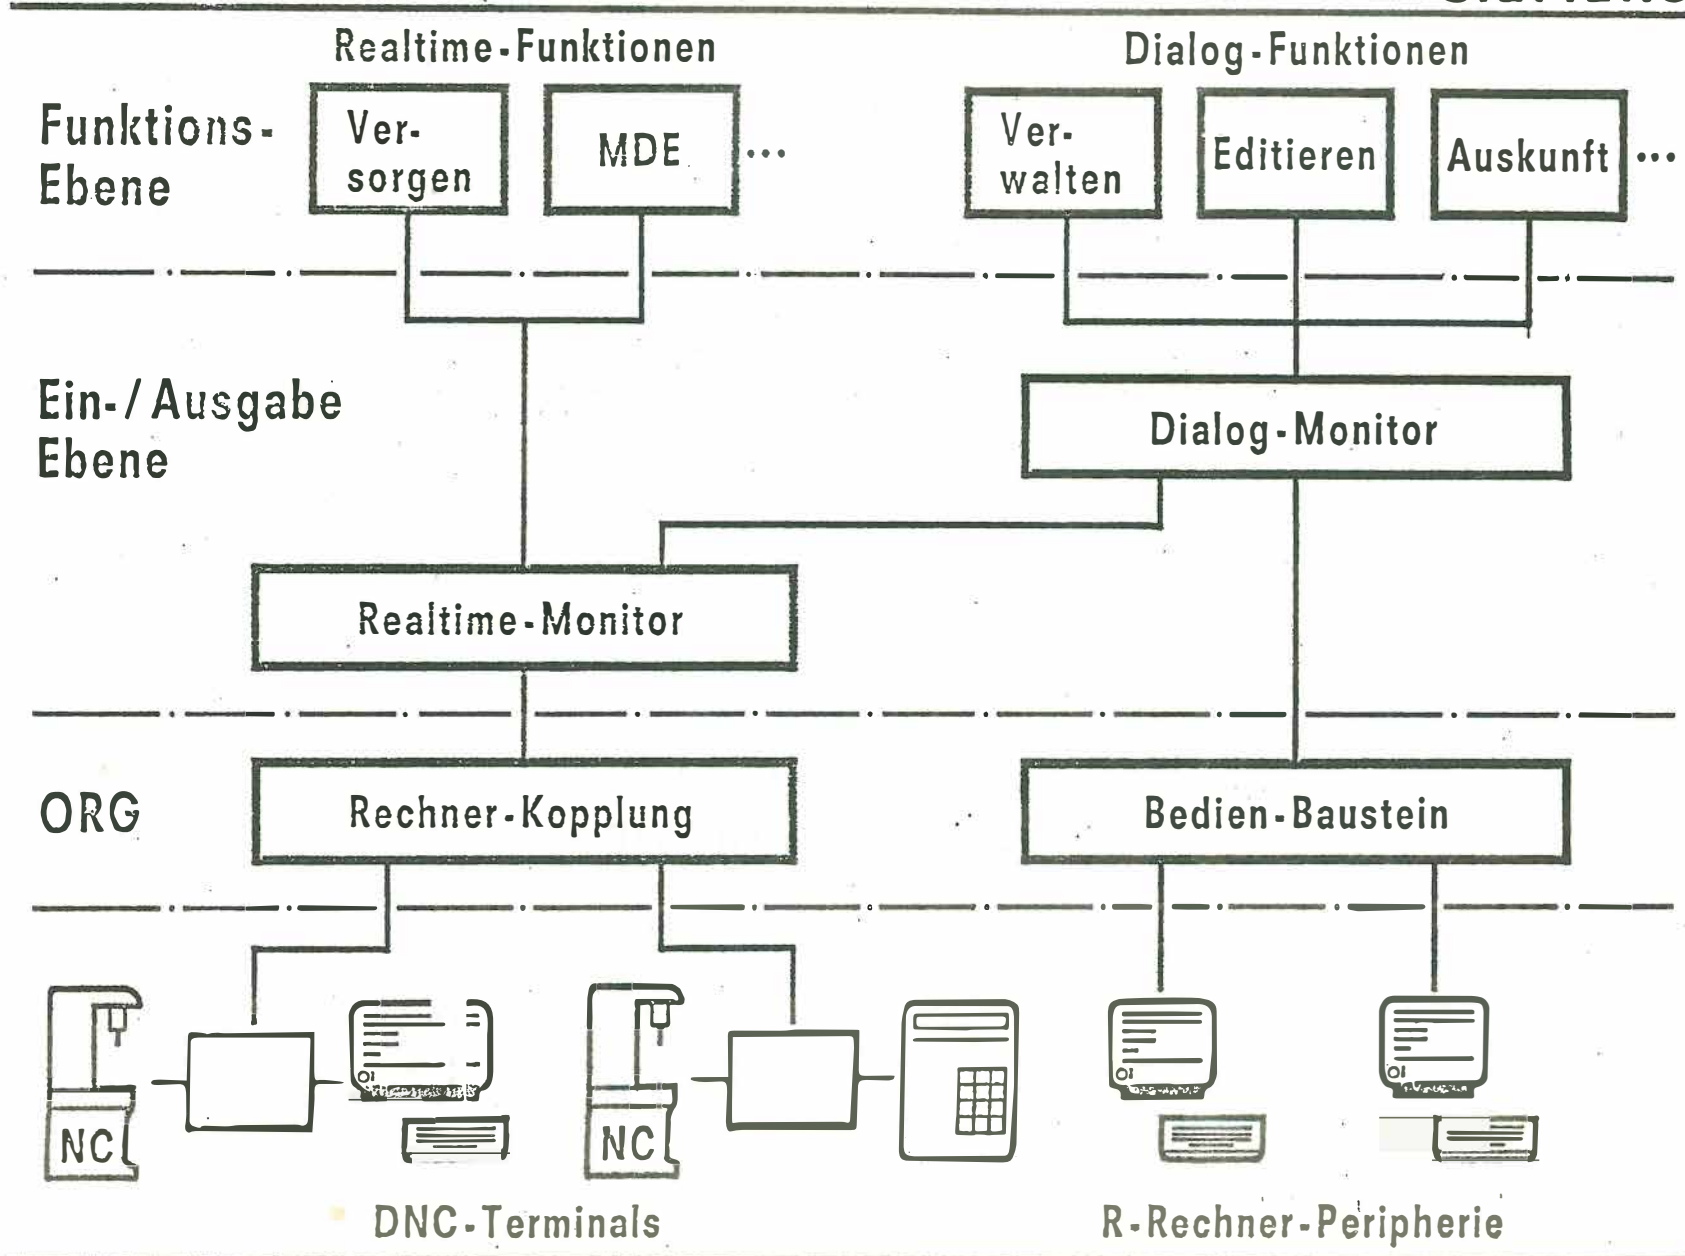 Realtime-Funktionen
Dialog-Funktionen
Funktions-
Ebene
Ver-
sorgen
MDE
...
Ver-
walten
Editieren
Auskunft
...
Ein-/Ausgabe
Ebene
Dialog-Monitor
Realtime-Monitor
ORG
Rechner-Kopplung
Bedien-Baustein
NC
NC
DNC-Terminals
R-Rechner-Peripherie